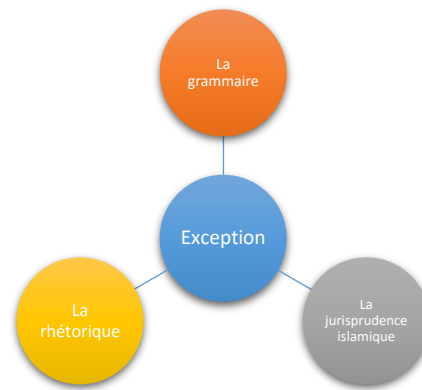 La
grammaire
Exception
La
rhétorique
La
jurisprudence
islamique